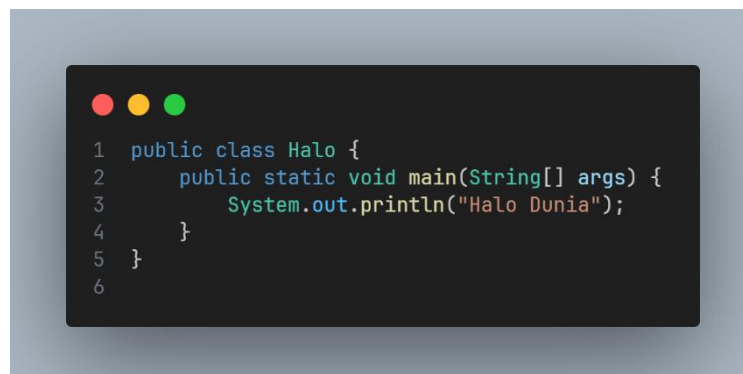 1 public class Halo {
2     public static void main(String[] args) {
3         System.out.println("Halo Dunia");
4     }
5 }
6